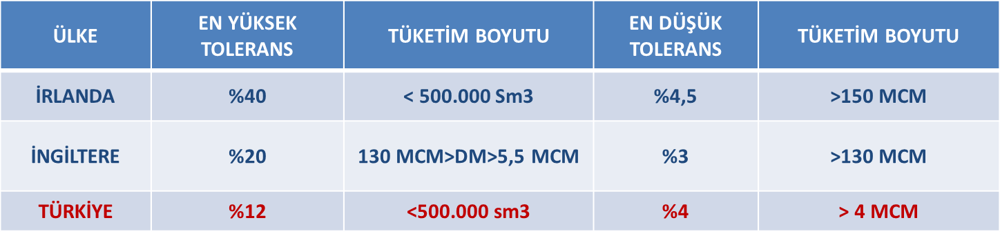 ÜLKE
EN YÜKSEK
TOLERANS
TÜKETİM BOYUTU
EN DÜŞÜK
TOLERANS
TÜKETİM BOYUTU
İRLANDA
%40
< 500.000 Sm3
%4,5
>150 MCM
İNGİLTERE
%20
130 MCM>DM>5,5 MCM
%3
>130 MCM
TÜRKİYE
%12
<500.000 sm3
%4
> 4 MCM